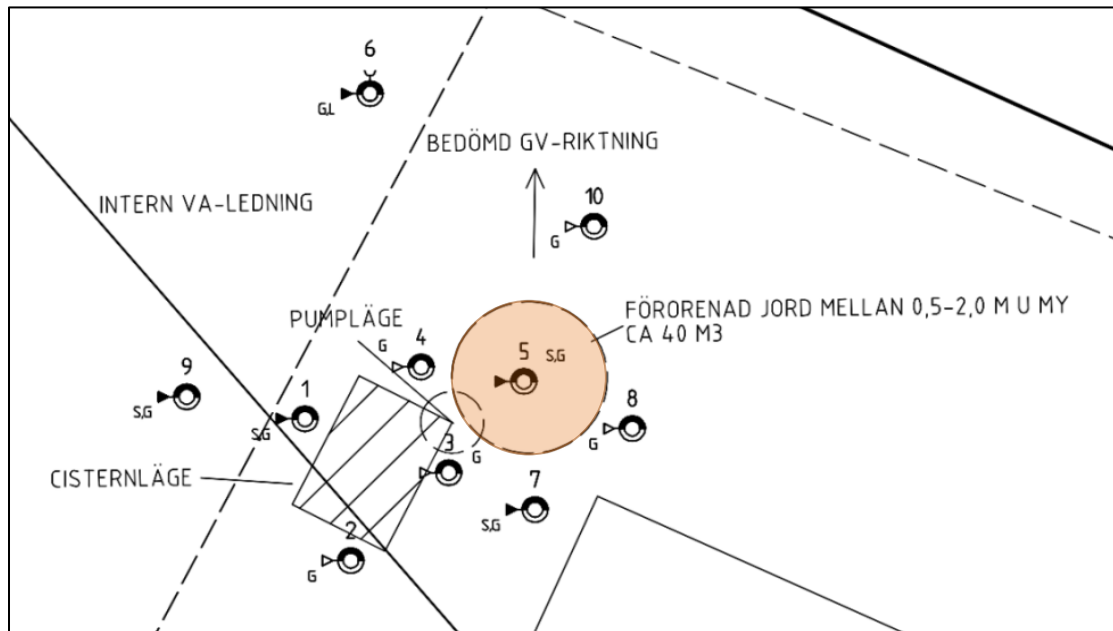 6
G,L
BEDÖMD GV-RIKTNING
INTERN VA-LEDNING
10
G
FÖRORENAD JORD MELLAN 0,5-2,0 M U MY
CA 40 M3
PUMPLÄGE
4
G
5
S,G
9
S,G
1
S,G
8
G
3
G
CISTERNLÄGE
7
S,G
2
G